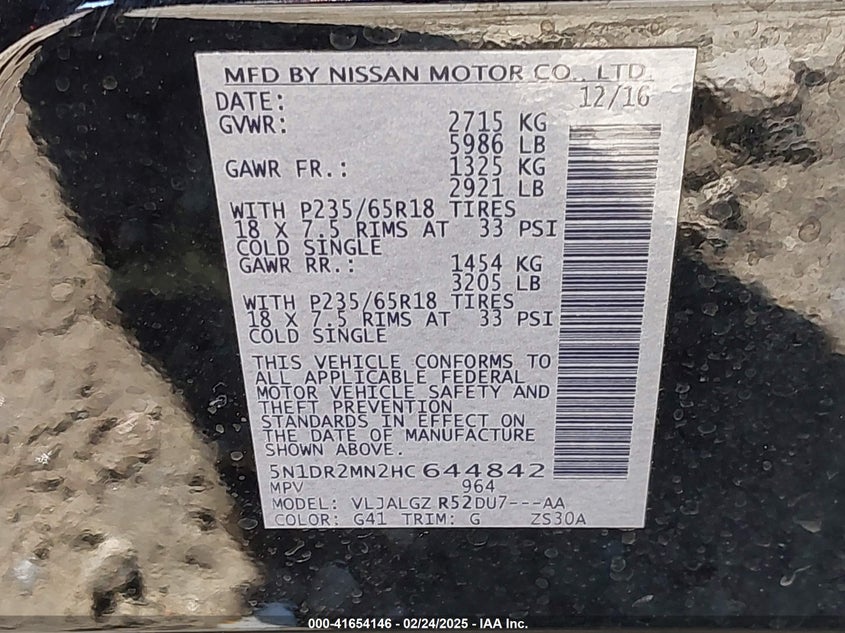 MFD BY NISSAN MOTOR CO., LTD.
DATE: 12/16
GVWR: 2715 KG
5986 LB
GAWR FR.: 1325 KG
2921 LB
WITH P235/65R18 TIRES
18 X 7.5 RIMS AT 33 PSI
COLD SINGLE
GAWR RR.: 1454 KG
3205 LB
WITH P235/65R18 TIRES
18 X 7.5 RIMS AT 33 PSI
COLD SINGLE
THIS VEHICLE CONFORMS TO
ALL APPLICABLE FEDERAL
MOTOR VEHICLE SAFETY AND
THEFT PREVENTION
STANDARDS IN EFFECT ON
THE DATE OF MANUFACTURE
SHOWN ABOVE.
5N1DR2MN2HC644842
MPV 964
MODEL: VLJALGZ R52DU7---AA
COLOR: G41 TRIM: G ZS30A
000-41654146 - 02/24/2025 - IAA Inc.